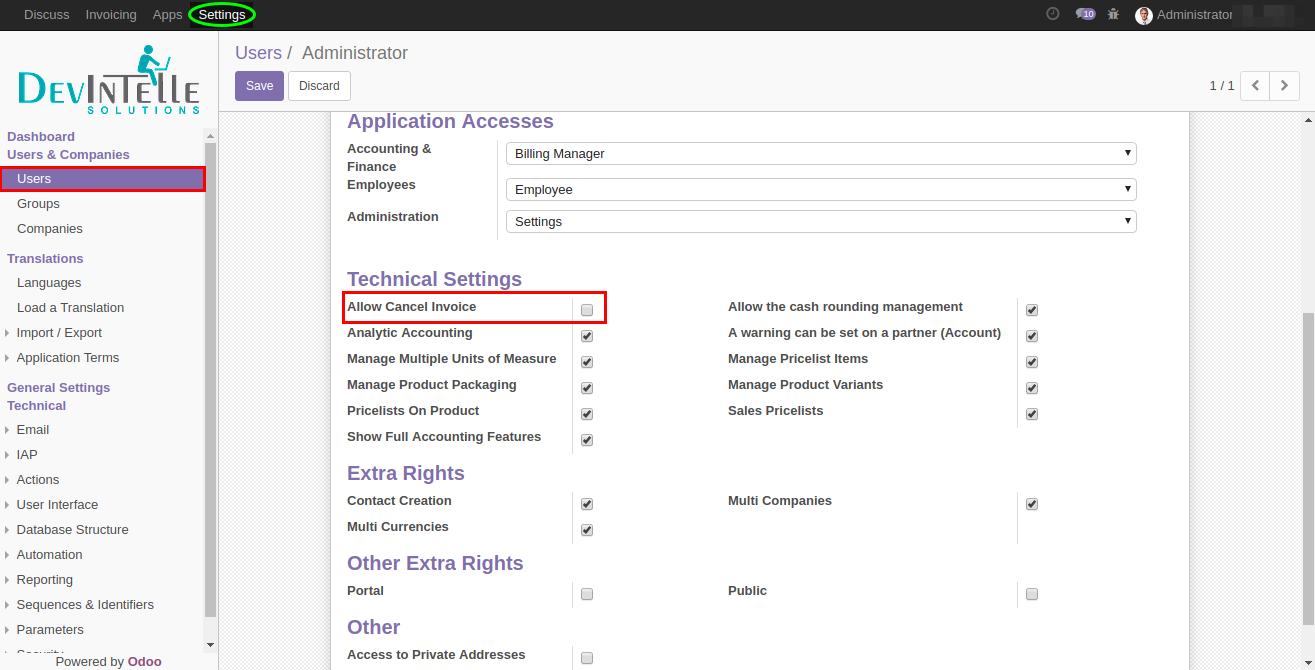 Discuss Invoicing Apps Settings 10 Administrator
DEVINTELLE
SOLUTIONS
Users / Administrator
Save Discard 1 / 1
Dashboard
Users & Companies
Users
Groups
Companies
Translations
Languages
Load a Translation
Import / Export
Application Terms
General Settings
Technical
Email
IAP
Actions
User Interface
Database Structure
Automation
Reporting
Sequences & Identifiers
Parameters
Security
Powered by Odoo
Application Accesses
Accounting &
Finance
Billing Manager
Employees
Employee
Administration
Settings
Technical Settings
Allow Cancel Invoice Allow the cash rounding management
Analytic Accounting A warning can be set on a partner (Account)
Manage Multiple Units of Measure Manage Pricelist Items
Manage Product Packaging Manage Product Variants
Pricelists On Product Sales Pricelists
Show Full Accounting Features
Extra Rights
Contact Creation Multi Companies
Multi Currencies
Other Extra Rights
Portal Public
Other
Access to Private Addresses